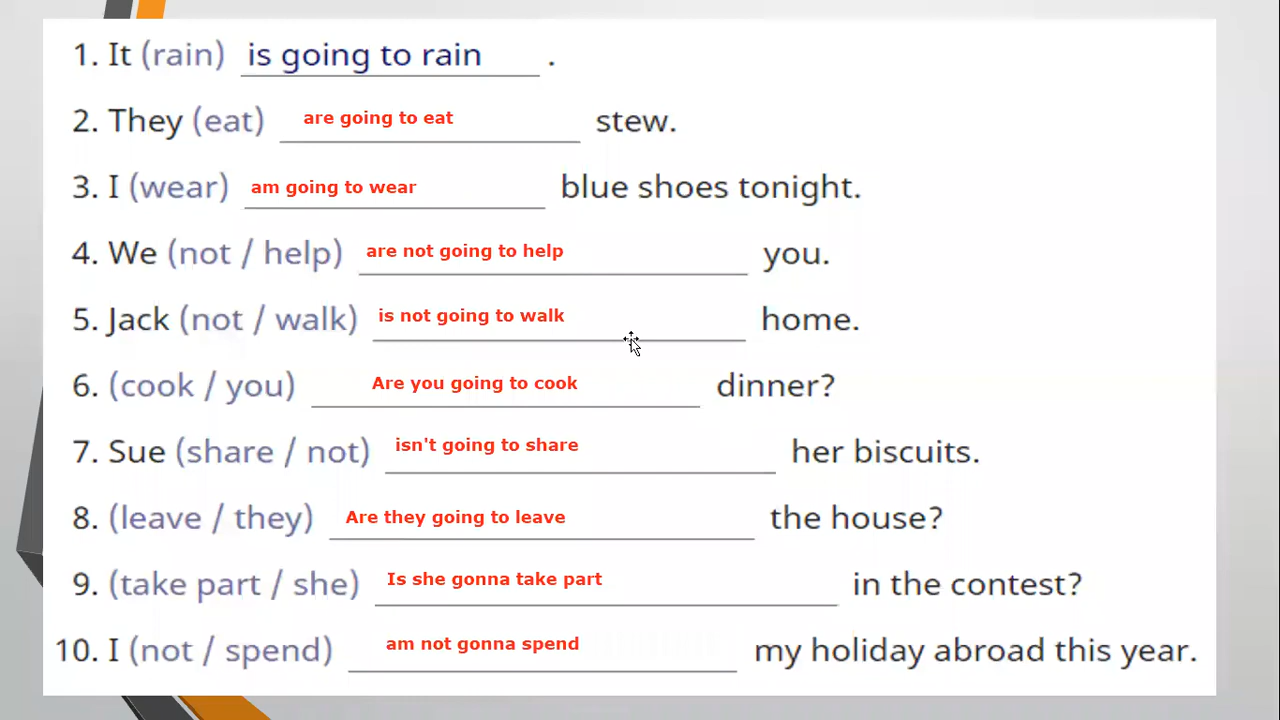 1. It (rain) is going to rain .
2. They (eat) are going to eat stew.
3. I (wear) am going to wear blue shoes tonight.
4. We (not / help) are not going to help you.
5. Jack (not / walk) is not going to walk home.
6. (cook / you) Are you going to cook dinner?
7. Sue (share / not) isn't going to share her biscuits.
8. (leave / they) Are they going to leave the house?
9. (take part / she) Is she gonna take part in the contest?
10. I (not / spend) am not gonna spend my holiday abroad this year.